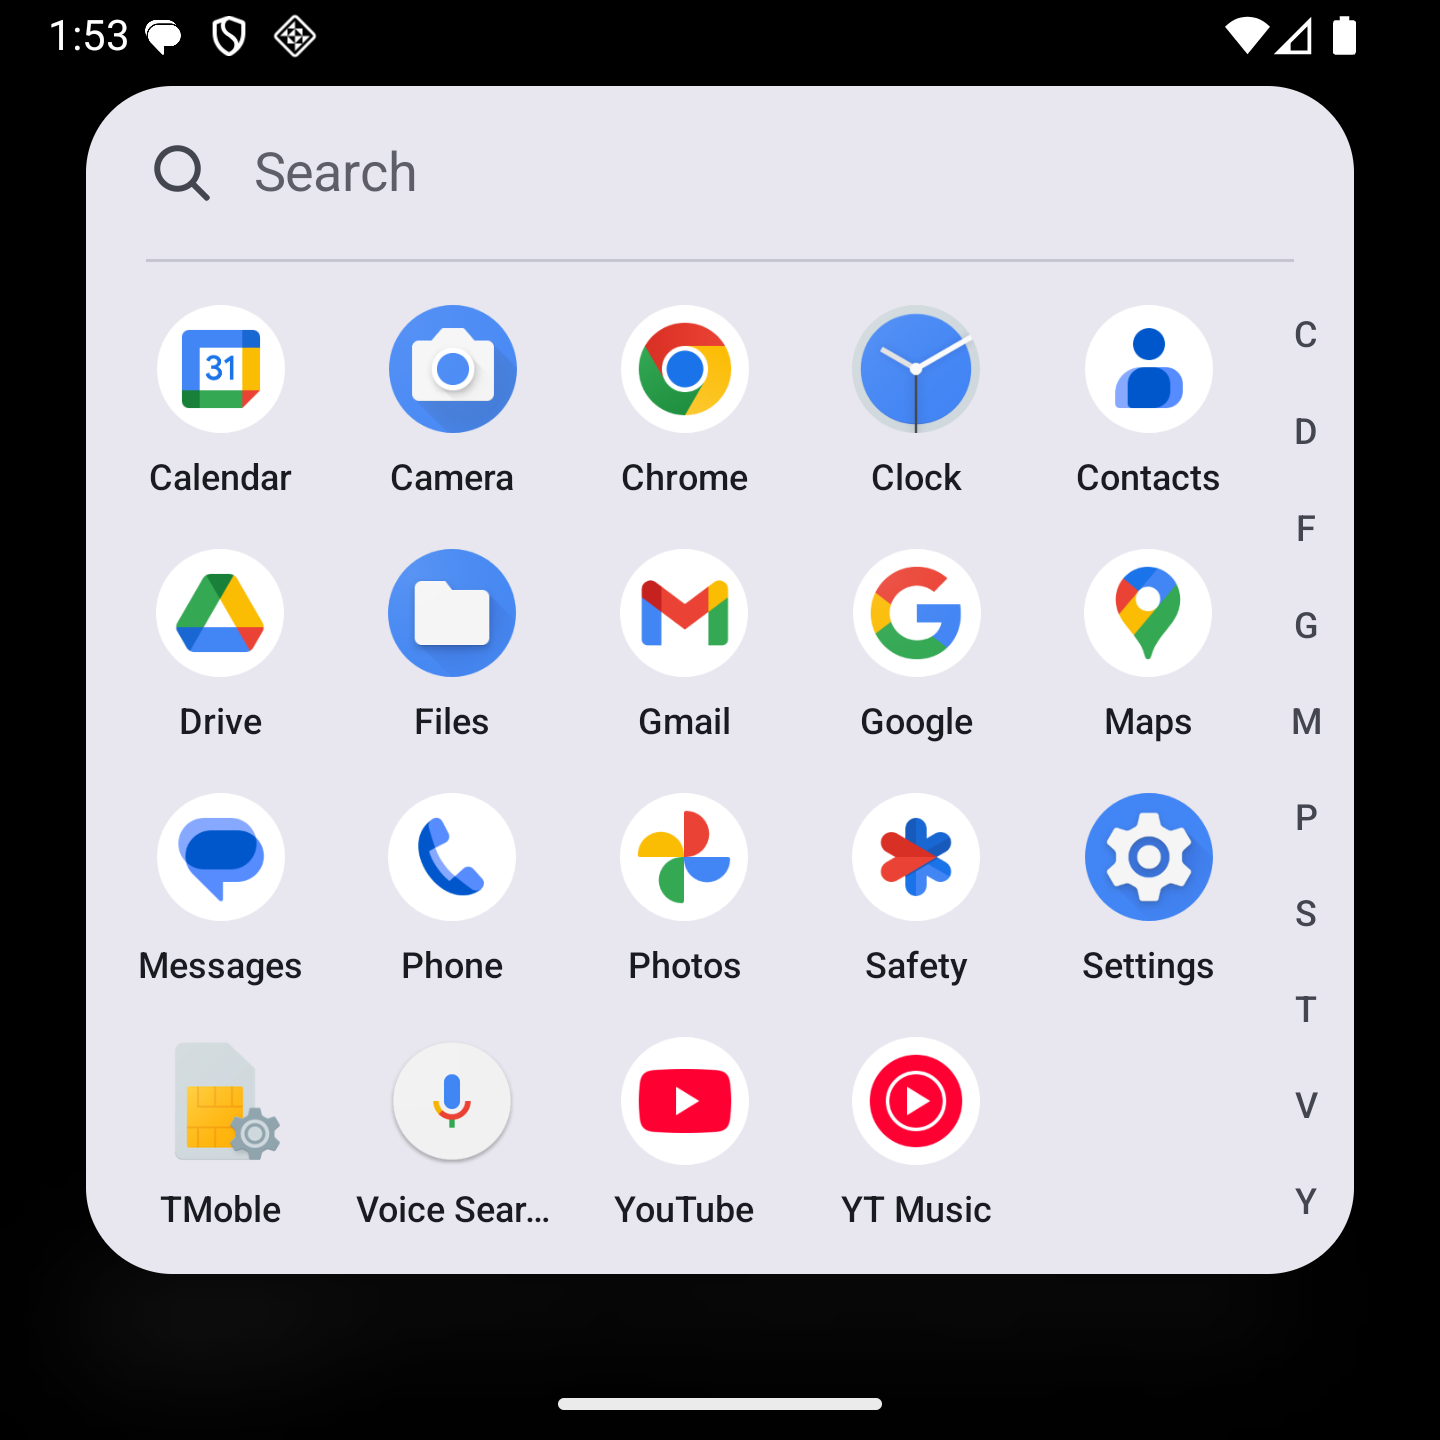 1:53
Search
31
Calendar Camera Chrome Clock Contacts
Drive Files Gmail Google Maps
Messages Phone Photos Safety Settings
TMoble Voice Sear... YouTube YT Music
C
D
F
G
M
P
S
T
V
Y